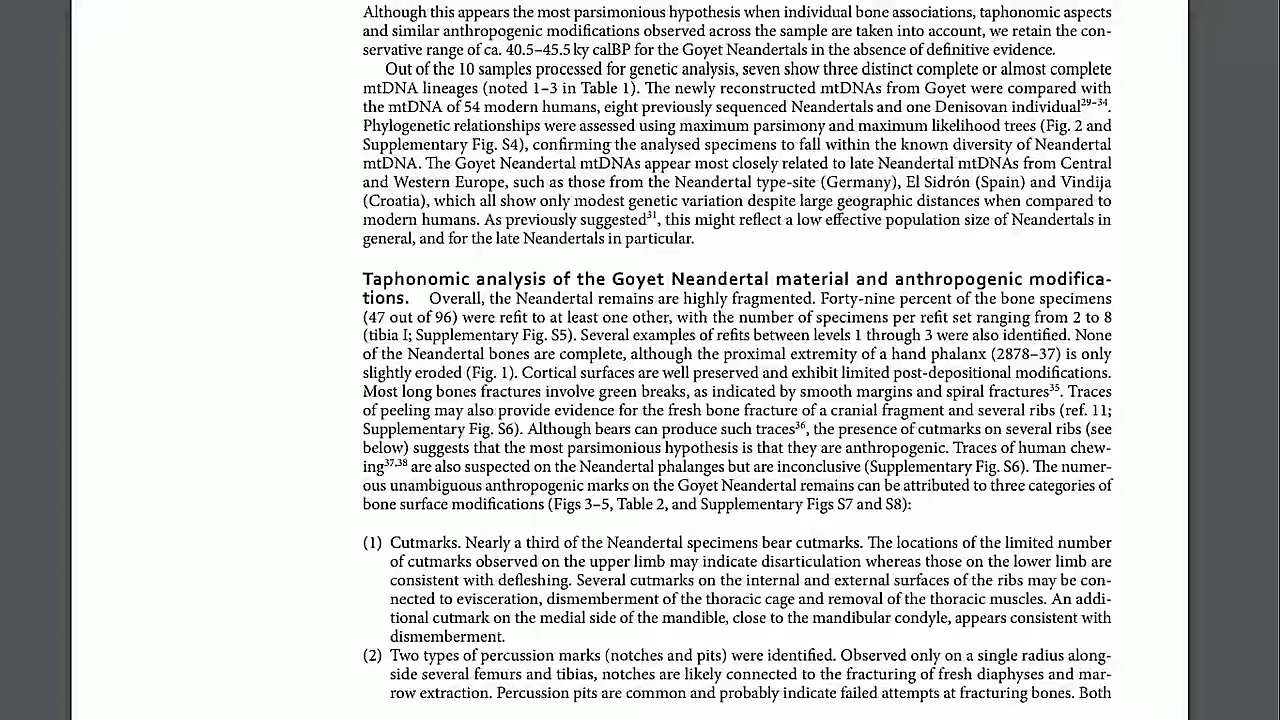 Although this appears the most parsimonious hypothesis when individual bone associations, taphonomic aspects
and similar anthropogenic modifications observed across the sample are taken into account, we retain the con-
servative range of ca. 40.5–45.5 ky calBP for the Goyet Neandertals in the absence of definitive evidence.
Out of the 10 samples processed for genetic analysis, seven show three distinct complete or almost complete
mtDNA lineages (noted 1–3 in Table 1). The newly reconstructed mtDNAs from Goyet were compared with
the mtDNA of 54 modern humans, eight previously sequenced Neandertals and one Denisovan individual29–34.
Phylogenetic relationships were assessed using maximum parsimony and maximum likelihood trees (Fig. 2 and
Supplementary Fig. S4), confirming the analysed specimens to fall within the known diversity of Neandertal
mtDNA. The Goyet Neandertal mtDNAs appear most closely related to late Neandertal mtDNAs from Central
and Western Europe, such as those from the Neandertal type-site (Germany), El Sidrón (Spain) and Vindija
(Croatia), which all show only modest genetic variation despite large geographic distances when compared to
modern humans. As previously suggested31, this might reflect a low effective population size of Neandertals in
general, and for the late Neandertals in particular.
Taphonomic analysis of the Goyet Neandertal material and anthropogenic modifica-
tions. Overall, the Neandertal remains are highly fragmented. Forty-nine percent of the bone specimens
(47 out of 96) were refit to at least one other, with the number of specimens per refit set ranging from 2 to 8
(tibia I; Supplementary Fig. S5). Several examples of refits between levels 1 through 3 were also identified. None
of the Neandertal bones are complete, although the proximal extremity of a hand phalanx (2878–37) is only
slightly eroded (Fig. 1). Cortical surfaces are well preserved and exhibit limited post-depositional modifications.
Most long bones fractures involve green breaks, as indicated by smooth margins and spiral fractures35. Traces
of peeling may also provide evidence for the fresh bone fracture of a cranial fragment and several ribs (ref. 11;
Supplementary Fig. S6). Although bears can produce such traces36, the presence of cutmarks on several ribs (see
below) suggests that the most parsimonious hypothesis is that they are anthropogenic. Traces of human chew-
ing37,38 are also suspected on the Neandertal phalanges but are inconclusive (Supplementary Fig. S6). The numer-
ous unambiguous anthropogenic marks on the Goyet Neandertal remains can be attributed to three categories of
bone surface modifications (Figs 3–5, Table 2, and Supplementary Figs S7 and S8):
(1) Cutmarks. Nearly a third of the Neandertal specimens bear cutmarks. The locations of the limited number
of cutmarks observed on the upper limb may indicate disarticulation whereas those on the lower limb are
consistent with defleshing. Several cutmarks on the internal and external surfaces of the ribs may be con-
nected to evisceration, dismemberment of the thoracic cage and removal of the thoracic muscles. An addi-
tional cutmark on the medial side of the mandible, close to the mandibular condyle, appears consistent with
dismemberment.
(2) Two types of percussion marks (notches and pits) were identified. Observed only on a single radius along-
side several femurs and tibias, notches are likely connected to the fracturing of fresh diaphyses and mar-
row extraction. Percussion pits are common and probably indicate failed attempts at fracturing bones. Both